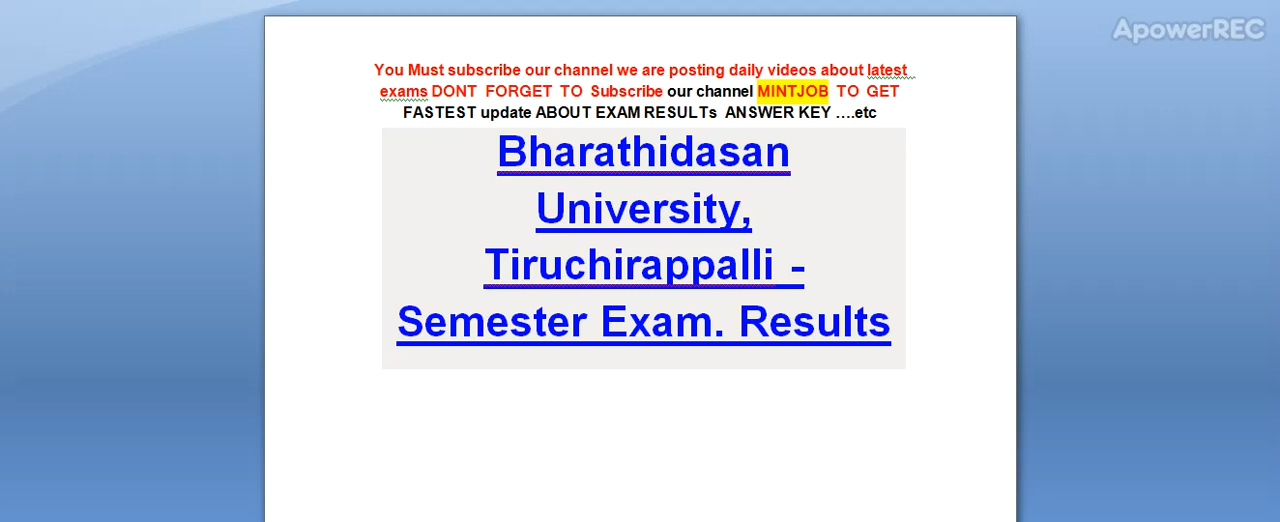 ApowerREC
You Must subscribe our channel we are posting daily videos about latest
exams DONT FORGET TO Subscribe our channel MINTJOB TO GET
FASTEST update ABOUT EXAM RESULTs ANSWER KEY ….etc
Bharathidasan
University,
Tiruchirappalli -
Semester Exam. Results